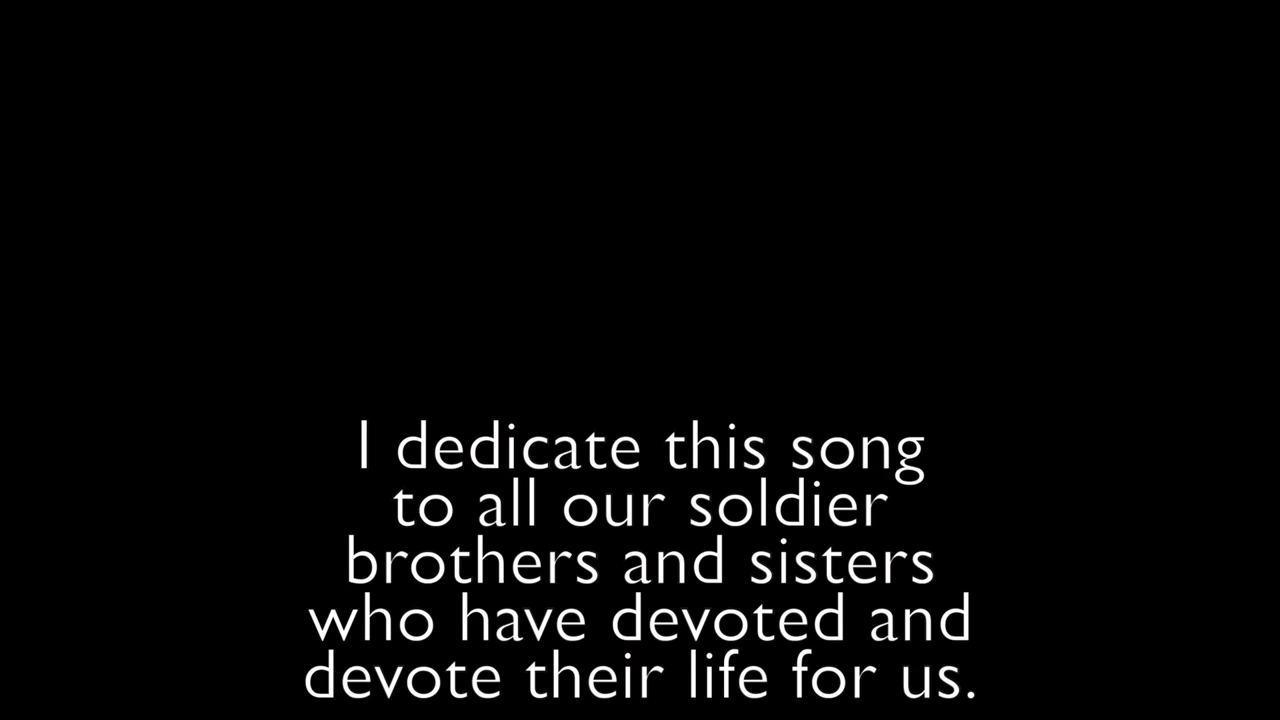 I dedicate this song
to all our soldier
brothers and sisters
who have devoted and
devote their life for us.